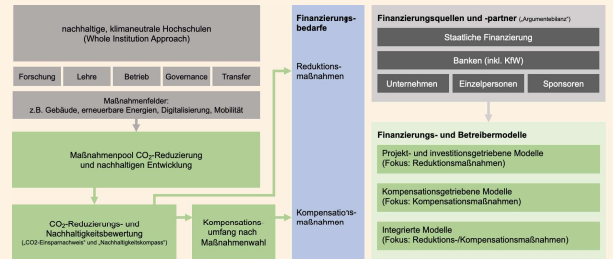 nachhaltige, klimaneutrale Hochschulen
(Whole Institution Approach)
Forschung
Lehre
Betrieb
Governance
Transfer
Maßnahmenfelder:
z.B. Gebäude, erneuerbare Energien, Digitalisierung, Mobilität
Maßnahmenpool CO₂-Reduzierung
und nachhaltigen Entwicklung
CO₂-Reduzierungs- und
Nachhaltigkeitsbewertung
(„CO2-Einsparnachweis“ und „Nachhaltigkeitskompass“)
Kompensations-
umfang nach
Maßnahmenwahl
Finanzierungs-
bedarfe
Reduktions-
maßnahmen
Kompensations-
maßnahmen
Finanzierungsquellen und -partner („Argumentebilanz“)
Staatliche Finanzierung
Banken (inkl. KfW)
Unternehmen
Einzelpersonen
Sponsoren
Finanzierungs- und Betreibermodelle
Projekt- und investitionsgetriebene Modelle
(Fokus: Reduktionsmaßnahmen)
Kompensationsgetriebene Modelle
(Fokus: Kompensationsmaßnahmen)
Integrierte Modelle
(Fokus: Reduktions-/Kompensationsmaßnahmen)